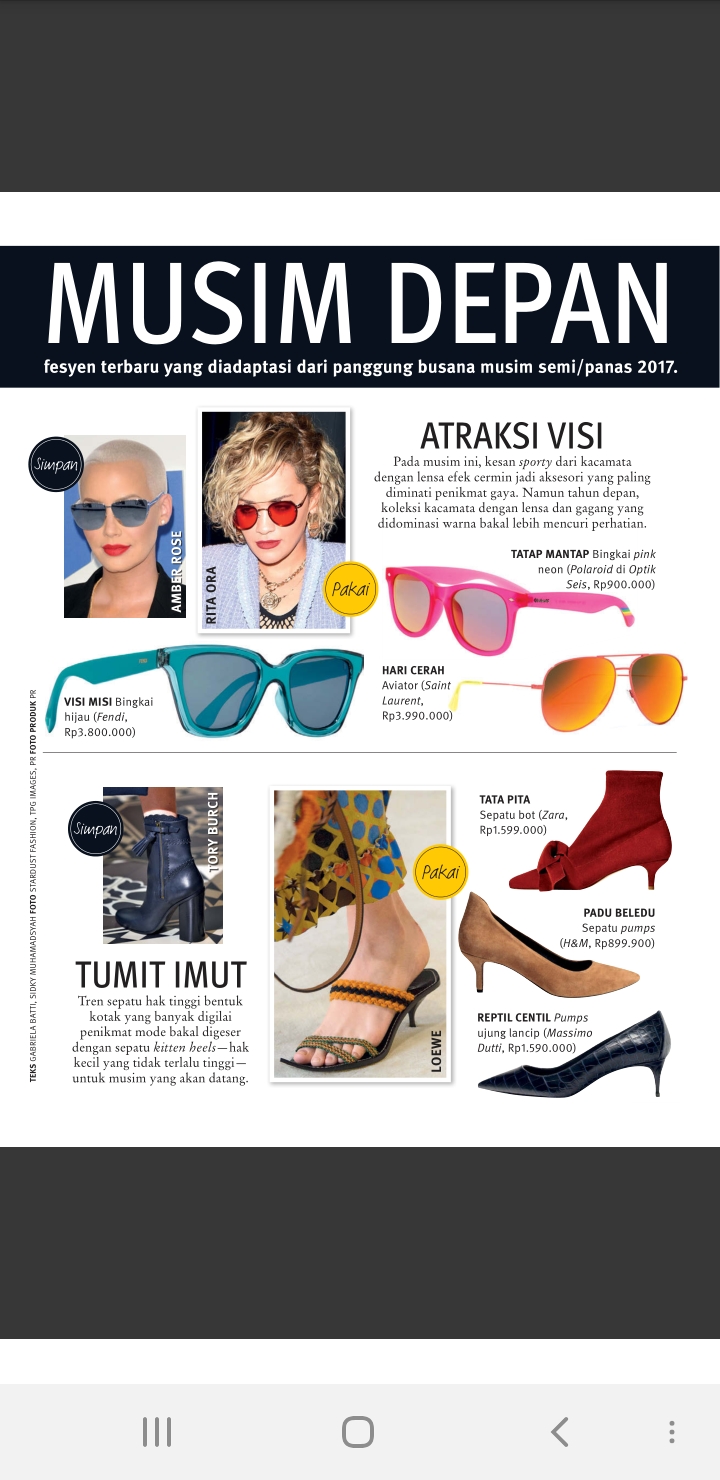 MUSIM DEPAN
fesyen terbaru yang diadaptasi dari panggung busana musim semi/panas 2017.
Simpan
AMBER ROSE
RITA ORA
Pakai
ATRAKSI VISI
Pada musim ini, kesan sporty dari kacamata
dengan lensa efek cermin jadi aksesori yang paling
diminati penikmat gaya. Namun tahun depan,
koleksi kacamata dengan lensa dan gagang yang
didominasi warna bakal lebih mencuri perhatian.
TATAP MANTAP Bingkai pink
neon (Polaroid di Optik
Seis, Rp900.000)
VISI MISI Bingkai
hijau (Fendi,
Rp3.800.000)
HARI CERAH
Aviator (Saint
Laurent,
Rp3.990.000)
TEKS GABRIELA BATTI, SIDKY MUHAMADSYAH FOTO STARDUST FASHION, TPG IMAGES, PR FOTO PRODUK PR
Simpan
TORY BURCH
TUMIT IMUT
Tren sepatu hak tinggi bentuk
kotak yang banyak digilai
penikmat mode bakal digeser
dengan sepatu kitten heels—hak
kecil yang tidak terlalu tinggi—
untuk musim yang akan datang.
Pakai
LOEWE
TATA PITA
Sepatu bot (Zara,
Rp1.599.000)
PADU BELEDU
Sepatu pumps
(H&M, Rp899.900)
REPTIL CENTIL Pumps
ujung lancip (Massimo
Dutti, Rp1.590.000)